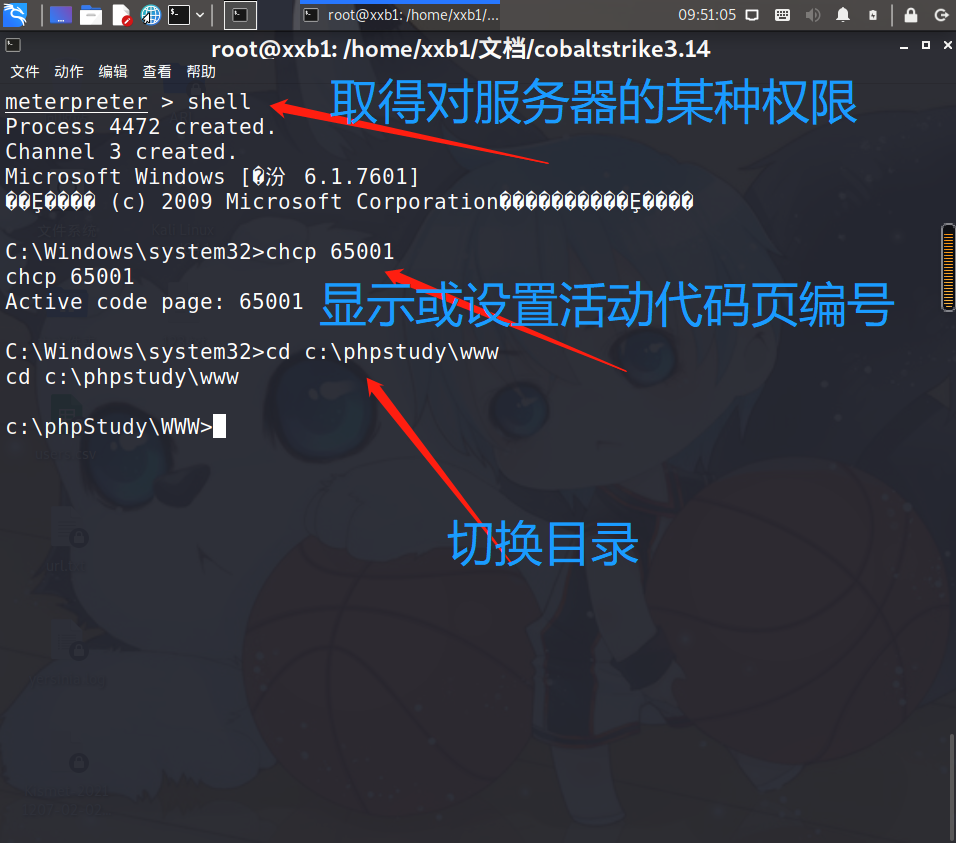 root@xxb1: /home/xxb1/...
09:51:05
root@xxb1: /home/xxb1/文档/cobaltstrike3.14
文件 动作 编辑 查看 帮助
meterpreter > shell
取得对服务器的某种权限
Process 4472 created.
Channel 3 created.
Microsoft Windows [�汾 6.1.7601]
��Ȩ���� (c) 2009 Microsoft Corporation����������Ȩ����
C:\Windows\system32>chcp 65001
chcp 65001
Active code page: 65001
显示或设置活动代码页编号
C:\Windows\system32>cd c:\phpstudy\www
cd c:\phpstudy\www
c:\phpStudy\WWW>
切换目录